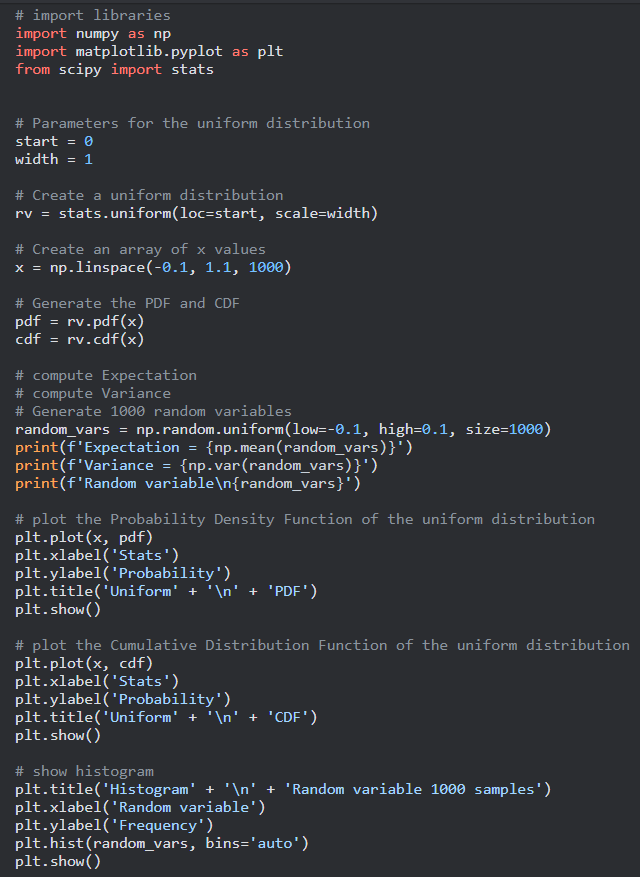 # import libraries
import numpy as np
import matplotlib.pyplot as plt
from scipy import stats
# Parameters for the uniform distribution
start = 0
width = 1
# Create a uniform distribution
rv = stats.uniform(loc=start, scale=width)
# Create an array of x values
x = np.linspace(-0.1, 1.1, 1000)
# Generate the PDF and CDF
pdf = rv.pdf(x)
cdf = rv.cdf(x)
# compute Expectation
# compute Variance
# Generate 1000 random variables
random_vars = np.random.uniform(low=-0.1, high=0.1, size=1000)
print(f'Expectation = {np.mean(random_vars)}')
print(f'Variance = {np.var(random_vars)}')
print(f'Random variable\n{random_vars}')
# plot the Probability Density Function of the uniform distribution
plt.plot(x, pdf)
plt.xlabel('Stats')
plt.ylabel('Probability')
plt.title('Uniform' + '\n' + 'PDF')
plt.show()
# plot the Cumulative Distribution Function of the uniform distribution
plt.plot(x, cdf)
plt.xlabel('Stats')
plt.ylabel('Probability')
plt.title('Uniform' + '\n' + 'CDF')
plt.show()
# show histogram
plt.title('Histogram' + '\n' + 'Random variable 1000 samples')
plt.xlabel('Random variable')
plt.ylabel('Frequency')
plt.hist(random_vars, bins='auto')
plt.show()